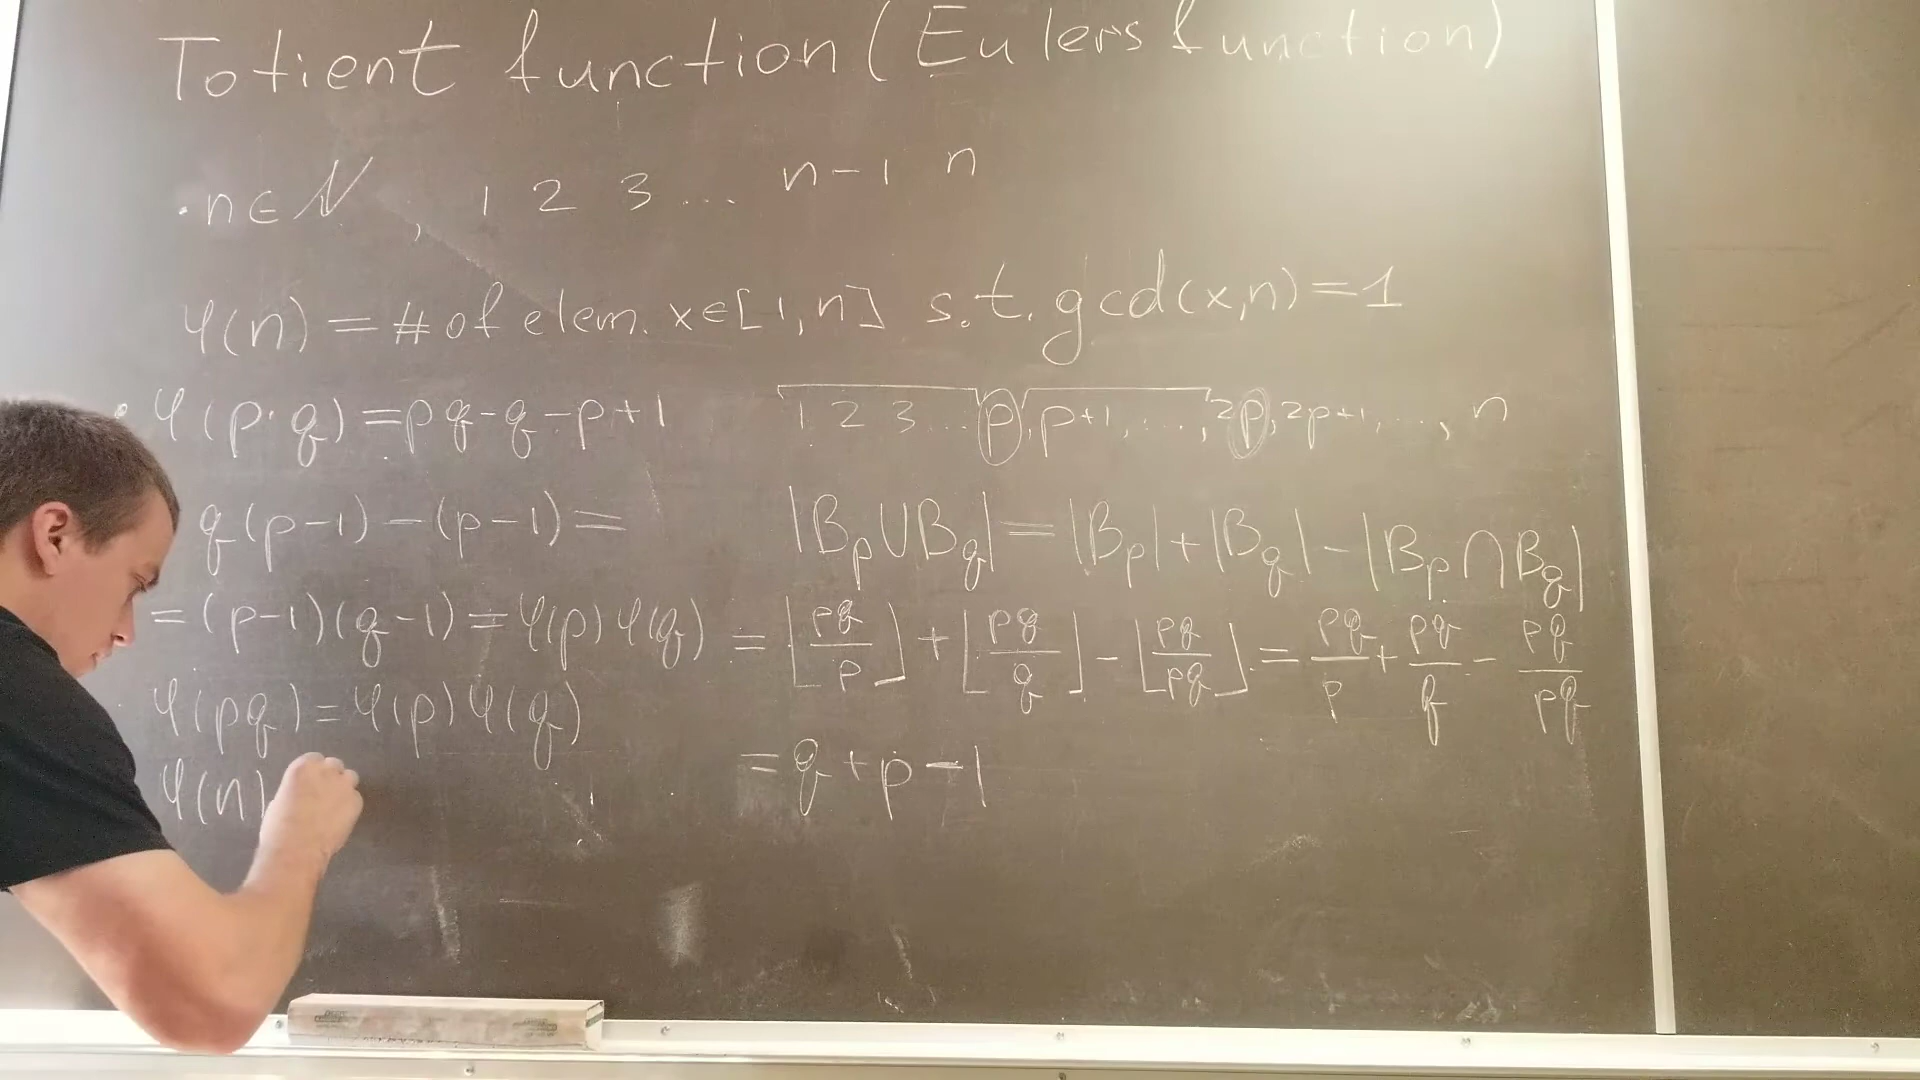 Totient function (Eulers function)
· n ∈ N, 1 2 3 ... n-1 n
φ(n) = # of elem. x∈[1,n] s.t. gcd(x,n)=1
· φ(p·q) = pq-q-p+1
1 2 3 ... p, p+1, ..., 2p, 2p+1, ..., n
q(p-1)-(p-1)=
|B_p ∪ B_q| = |B_p| + |B_q| - |B_p ∩ B_q|
=(p-1)(q-1)=φ(p)φ(q)
= ⌊pq/p⌋ + ⌊pq/q⌋ - ⌊pq/pq⌋ = pq/p + pq/q - pq/pq
φ(pq)=φ(p)φ(q)
= q+p-1
φ(n)